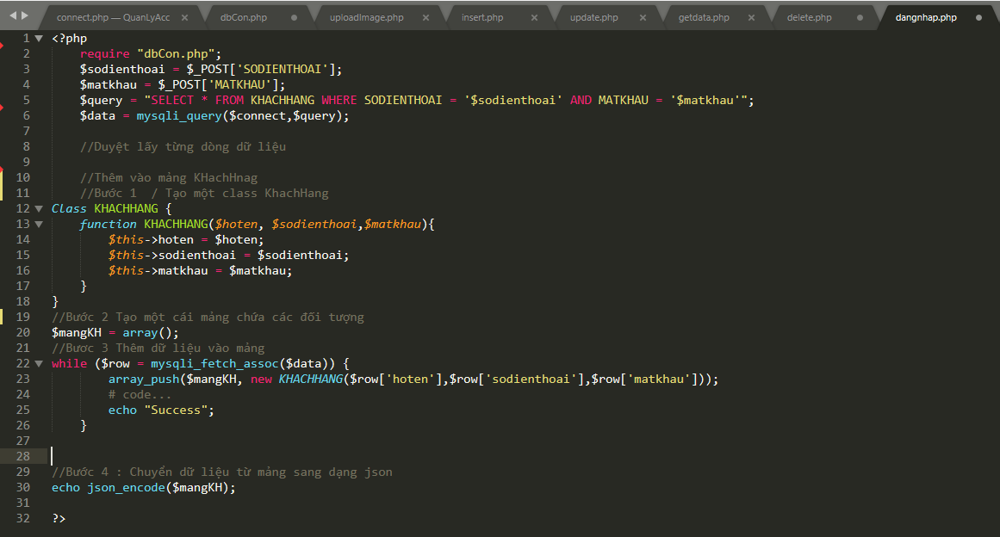 connect.php — QuanLyAcc × dbCon.php uploadImage.php × insert.php × update.php × getdata.php × delete.php dangnhap.php
1 <?php
2 require "dbCon.php";
3 $sodienthoai = $_POST['SODIENTHOAI'];
4 $matkhau = $_POST['MATKHAU'];
5 $query = "SELECT * FROM KHACHHANG WHERE SODIENTHOAI = '$sodienthoai' AND MATKHAU = '$matkhau'";
6 $data = mysqli_query($connect,$query);
7
8 //Duyệt lấy từng dòng dữ liệu
9
10 //Thêm vào mảng KHachHnag
11 //Bước 1  / Tạo một class KhachHang
12 Class KHACHHANG {
13 function KHACHHANG($hoten, $sodienthoai,$matkhau){
14 $this->hoten = $hoten;
15 $this->sodienthoai = $sodienthoai;
16 $this->matkhau = $matkhau;
17 }
18 }
19 //Bước 2 Tạo một cái mảng chứa các đối tượng
20 $mangKH = array();
21 //Bươc 3 Thêm dữ liệu vào mảng
22 while ($row = mysqli_fetch_assoc($data)) {
23 array_push($mangKH, new KHACHHANG($row['hoten'],$row['sodienthoai'],$row['matkhau']));
24 # code...
25 echo "Success";
26 }
27
28
29 //Bước 4 : Chuyển dữ liệu từ mảng sang dạng json
30 echo json_encode($mangKH);
31
32 ?>